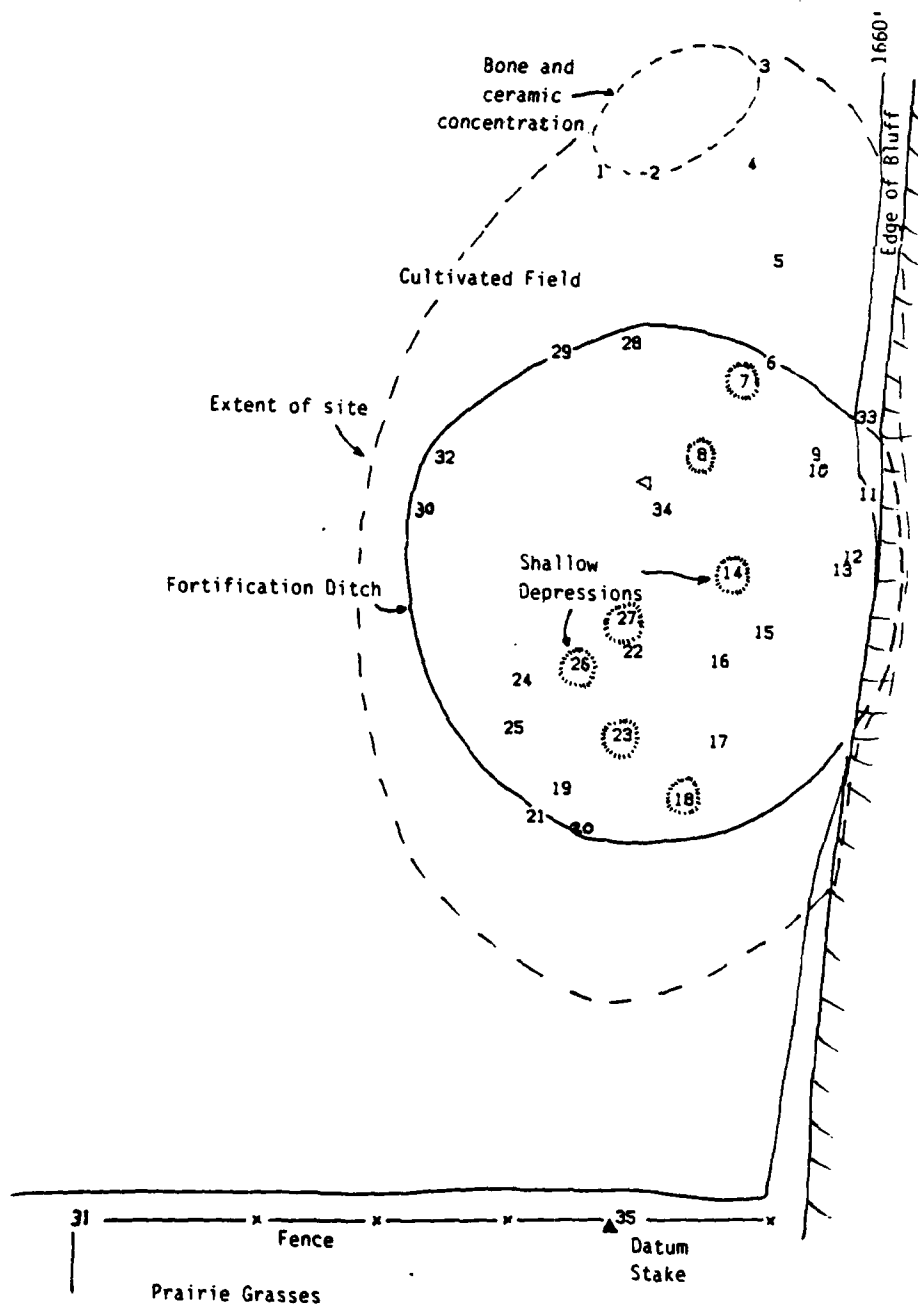 1660'
Bone and
ceramic
concentration
3
1
2
4
Edge of Bluff
5
Cultivated Field
29
28
6
7
Extent of site
33
32
8
9
10
30
34
11
Shallow
Depressions
14
12
13
Fortification Ditch
27
15
22
16
26
24
25
23
17
19
18
21
20
31
x
x
x
35
x
Fence
Datum
Stake
Prairie Grasses